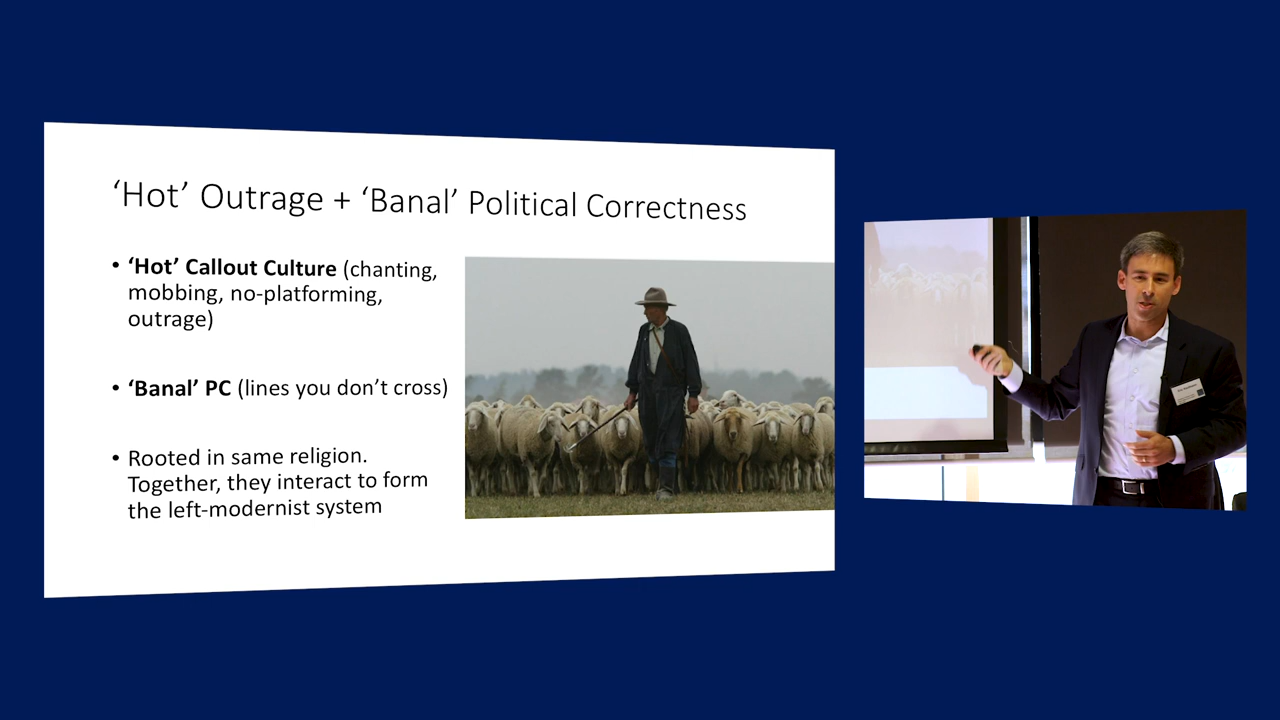 ‘Hot’ Outrage + ‘Banal’ Political Correctness
• ‘Hot’ Callout Culture (chanting,
mobbing, no-platforming,
outrage)
• ‘Banal’ PC (lines you don’t cross)
• Rooted in same religion.
Together, they interact to form
the left-modernist system